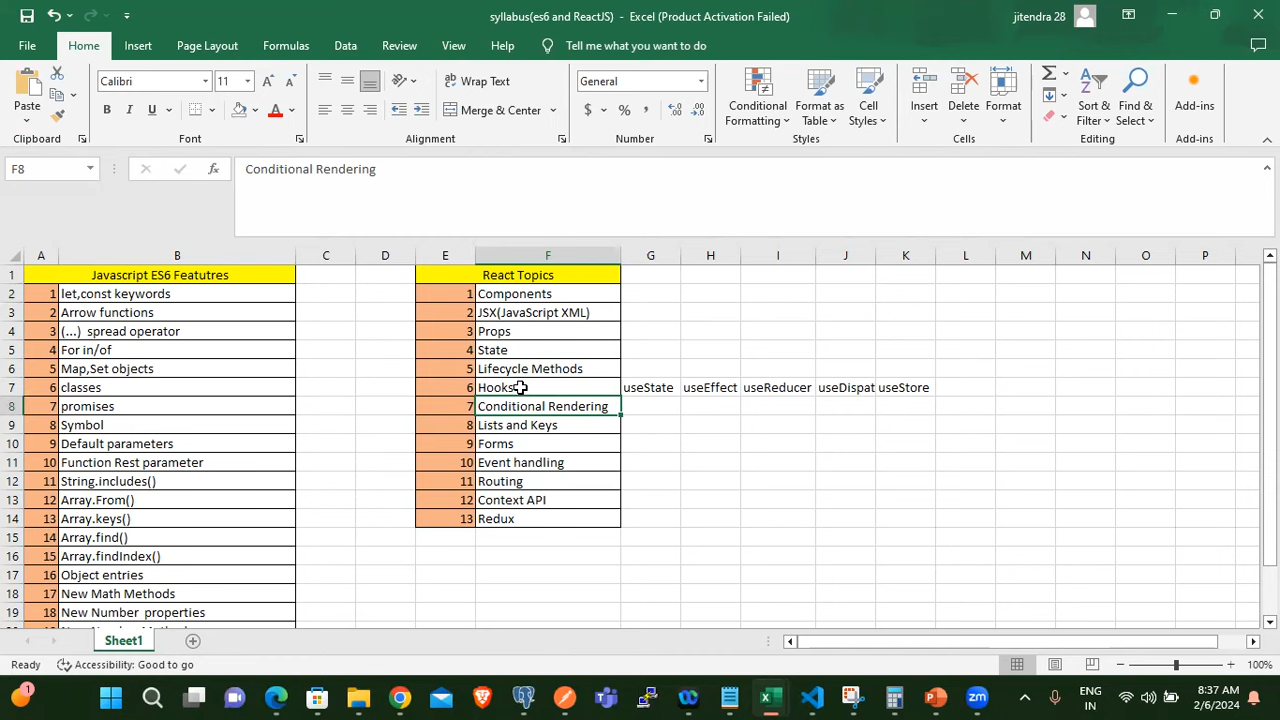 syllabus(es6 and ReactJS) - Excel (Product Activation Failed)
jitendra 28
File Home Insert Page Layout Formulas Data Review View Help Tell me what you want to do
Paste
Calibri 11
B I U
Wrap Text
Merge & Center
General
$ % ,
Conditional Formatting
Format as Table
Cell Styles
Insert
Delete
Format
Sort & Filter
Find & Select
Add-ins
Clipboard Font Alignment Number Styles Cells Editing Add-ins
F8 fx Conditional Rendering
A B C D E F G H I J K L M N O P
1 Javascript ES6 Featutres React Topics
2 1 let,const keywords 1 Components
3 2 Arrow functions 2 JSX(JavaScript XML)
4 3 (...) spread operator 3 Props
5 4 For in/of 4 State
6 5 Map,Set objects 5 Lifecycle Methods
7 6 classes 6 Hooks useState useEffect useReducer useDispat useStore
8 7 promises 7 Conditional Rendering
9 8 Symbol 8 Lists and Keys
10 9 Default parameters 9 Forms
11 10 Function Rest parameter 10 Event handling
12 11 String.includes() 11 Routing
13 12 Array.From() 12 Context API
14 13 Array.keys() 13 Redux
15 14 Array.find()
16 15 Array.findIndex()
17 16 Object entries
18 17 New Math Methods
19 18 New Number properties
Sheet1
Ready Accessibility: Good to go 100%
1
ENG
IN
8:37 AM
2/6/2024